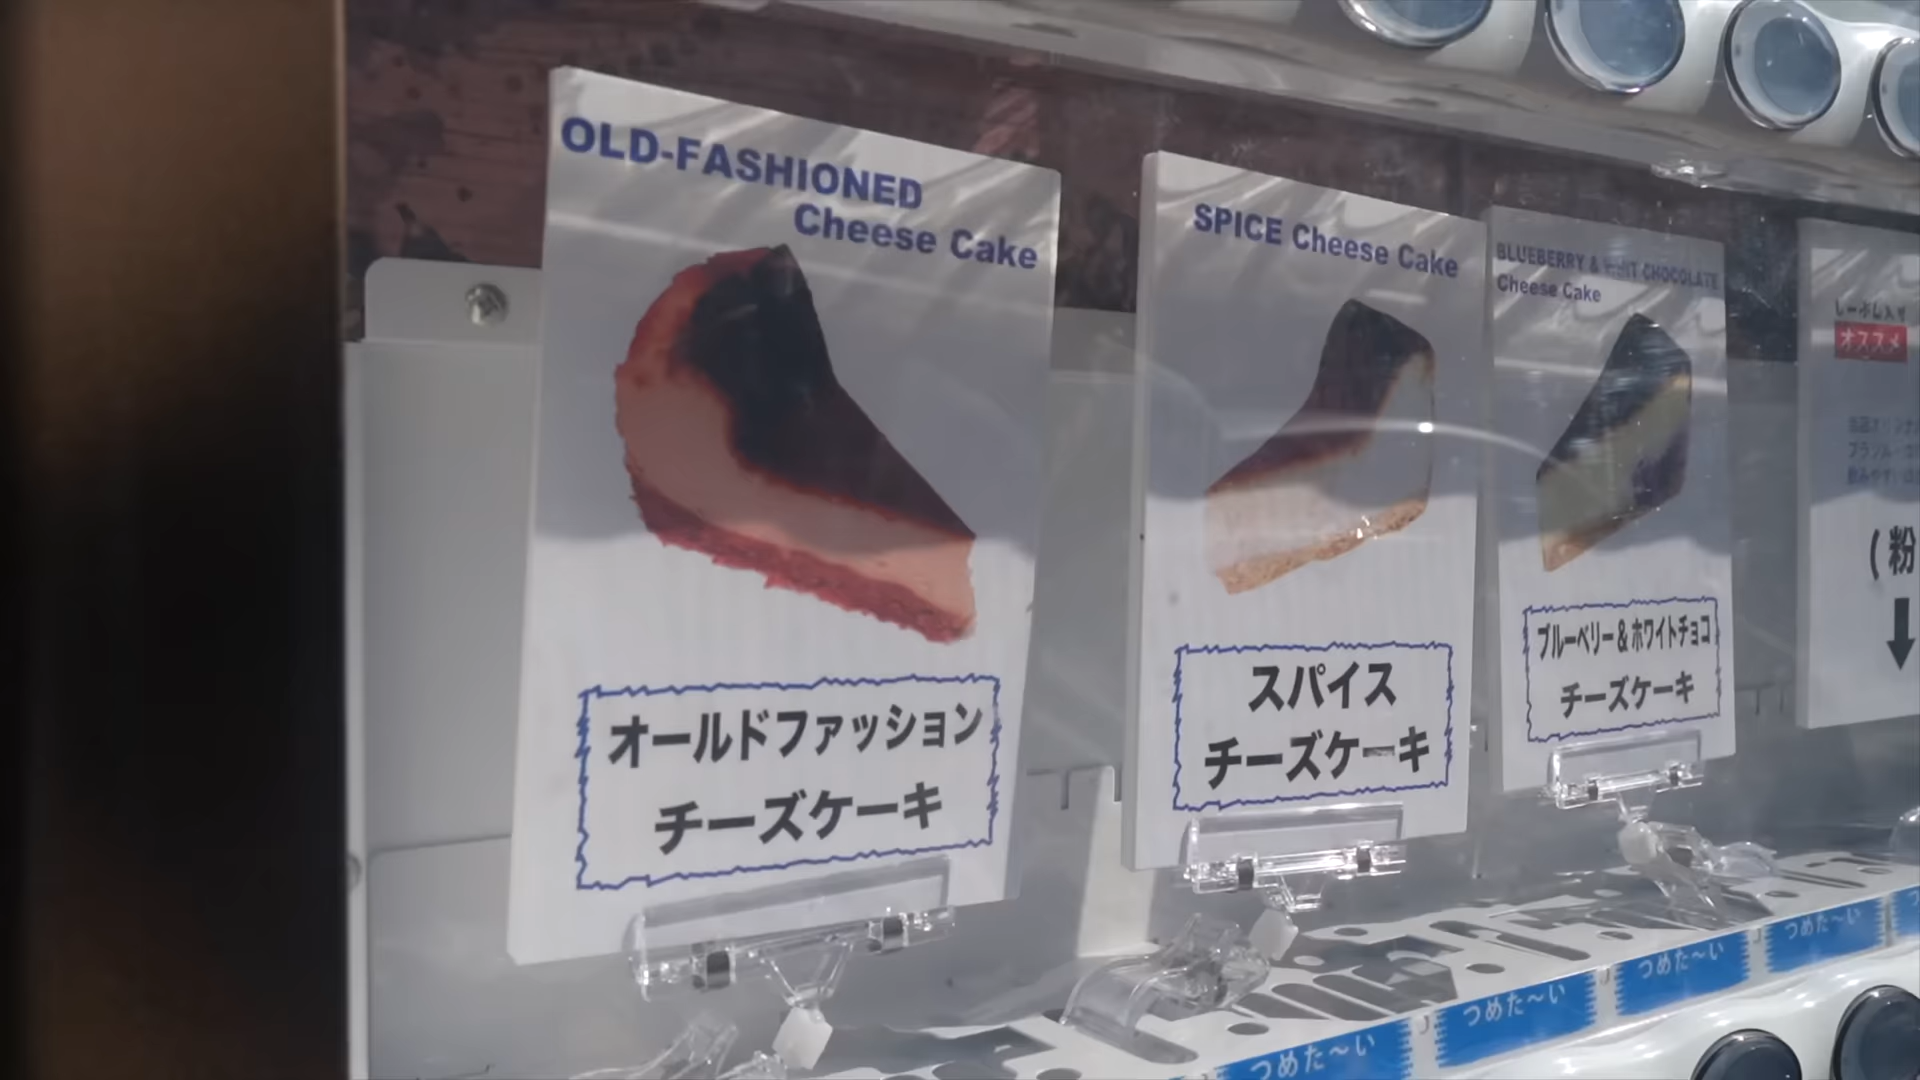 OLD-FASHIONED
Cheese Cake
オールドファッション
チーズケーキ
SPICE Cheese Cake
スパイス
チーズケーキ
BLUEBERRY & CHOCOLATE
Cheese Cake
ブルーベリー&ホワイトチョコ
チーズケーキ
オススメ
(粉
つめた〜い
つめた〜い
つめた〜い
つめた〜い